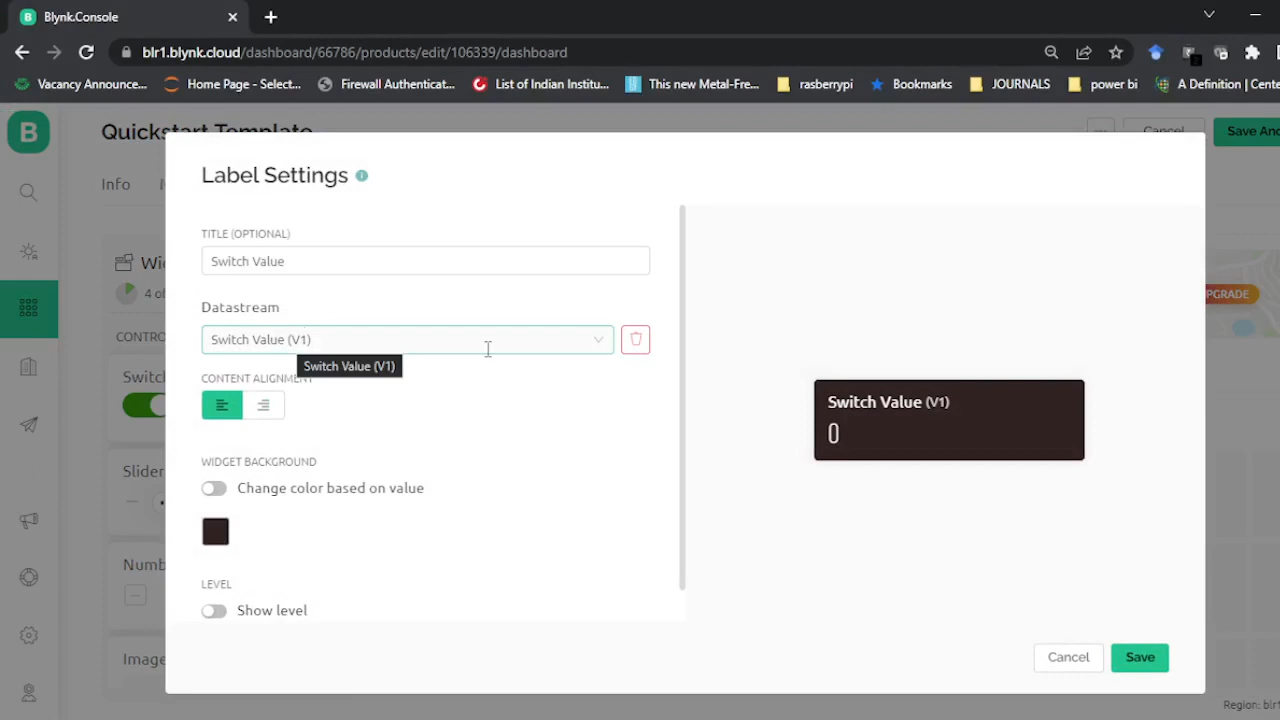 B Blynk.Console
blr1.blynk.cloud/dashboard/66786/products/edit/106339/dashboard
Vacancy Announce... Home Page - Select... Firewall Authenticat... List of Indian Institu... This new Metal-Fre... rasberrypi Bookmarks JOURNALS power bi A Definition | Cente
B Quickstart Template Cancel Save And
Info
Label Settings i
TITLE (OPTIONAL)
Switch Value
4 of
UPGRADE
Datastream
CONTRO
Switch Value (V1)
Switch Value (V1)
Switch
CONTENT ALIGNMENT
Switch Value (V1)
0
WIDGET BACKGROUND
Slider
Change color based on value
Numb
LEVEL
Show level
Image
Cancel Save
Region: blr1